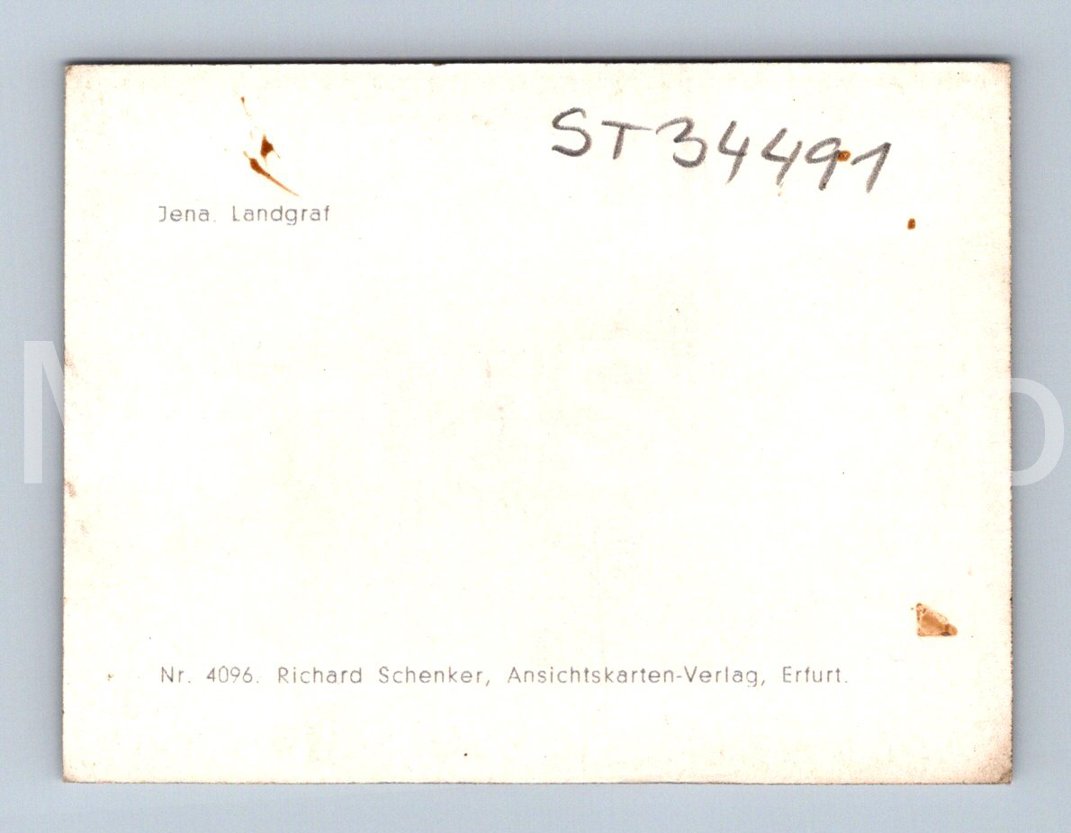 ST34491
Jena. Landgraf
Nr. 4096. Richard Schenker, Ansichtskarten-Verlag, Erfurt.